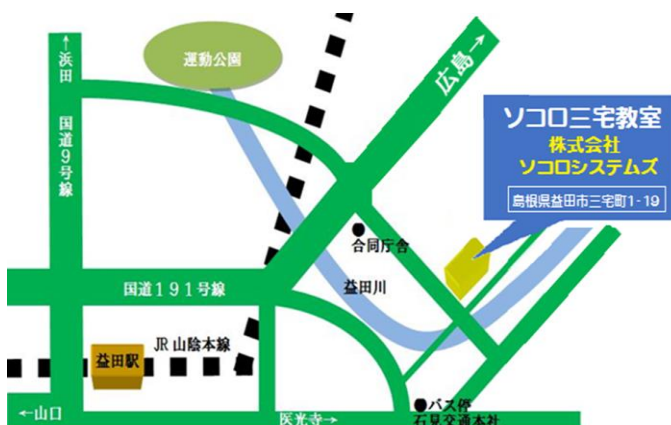 ↑浜田
国道9号線
運動公園
広島→
ソコロ三宅教室
株式会社
ソコロシステムズ
島根県益田市三宅町1-19
合同庁舎
国道191号線
益田川
益田駅
JR山陰本線
←山口
医光寺→
バス停
石見交通本社